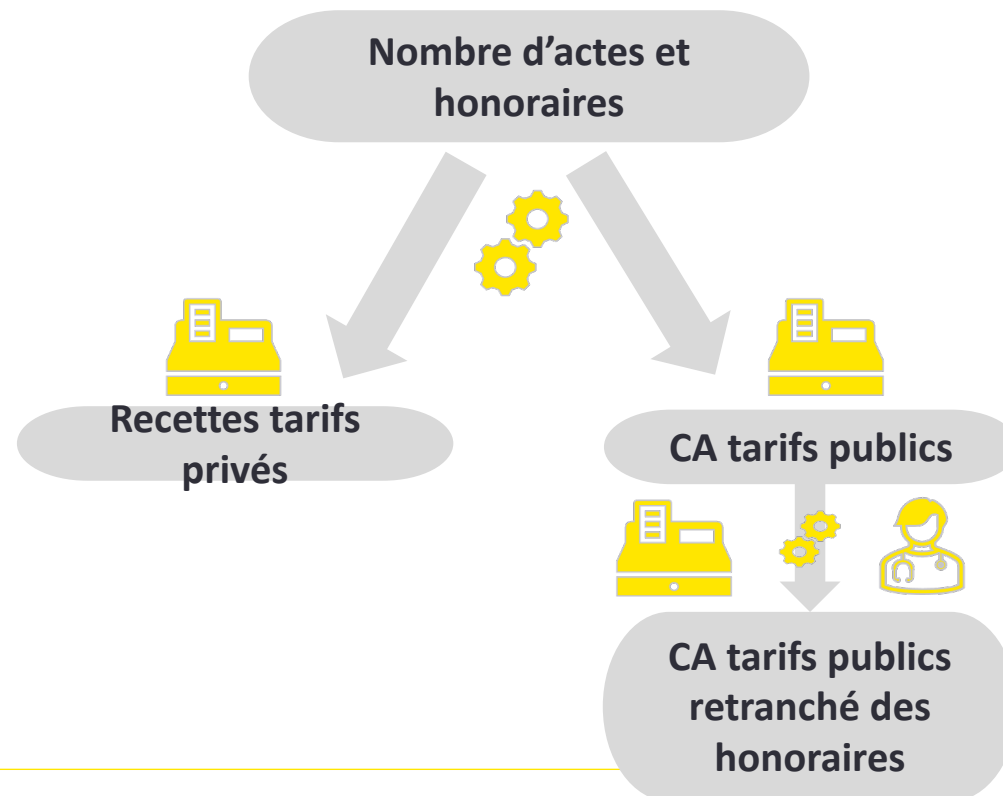 Nombre d’actes et
honoraires
Recettes tarifs
privés
CA tarifs publics
CA tarifs publics
retranché des
honoraires